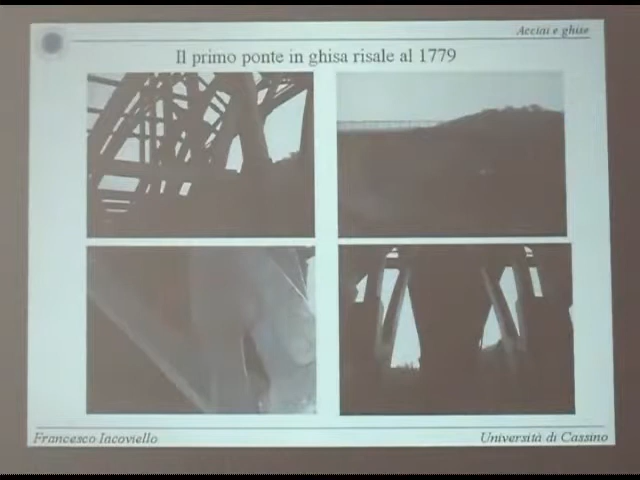 Acciai e ghise
Il primo ponte in ghisa risale al 1779
Francesco Iacoviello
Università di Cassino